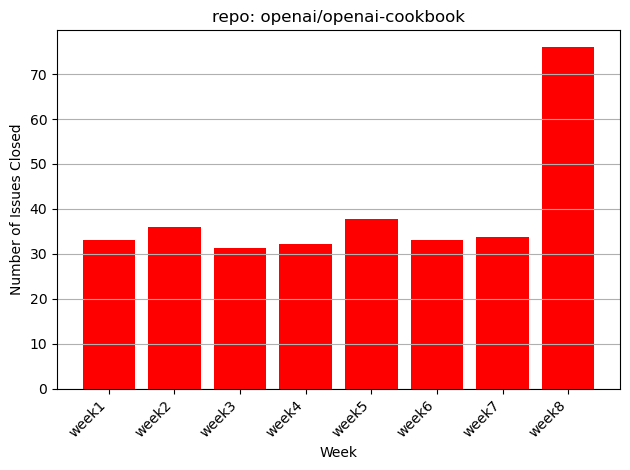 repo: openai/openai-cookbook
Number of Issues Closed
70
60
50
40
30
20
10
0
week1
week2
week3
week4
week5
week6
week7
week8
Week